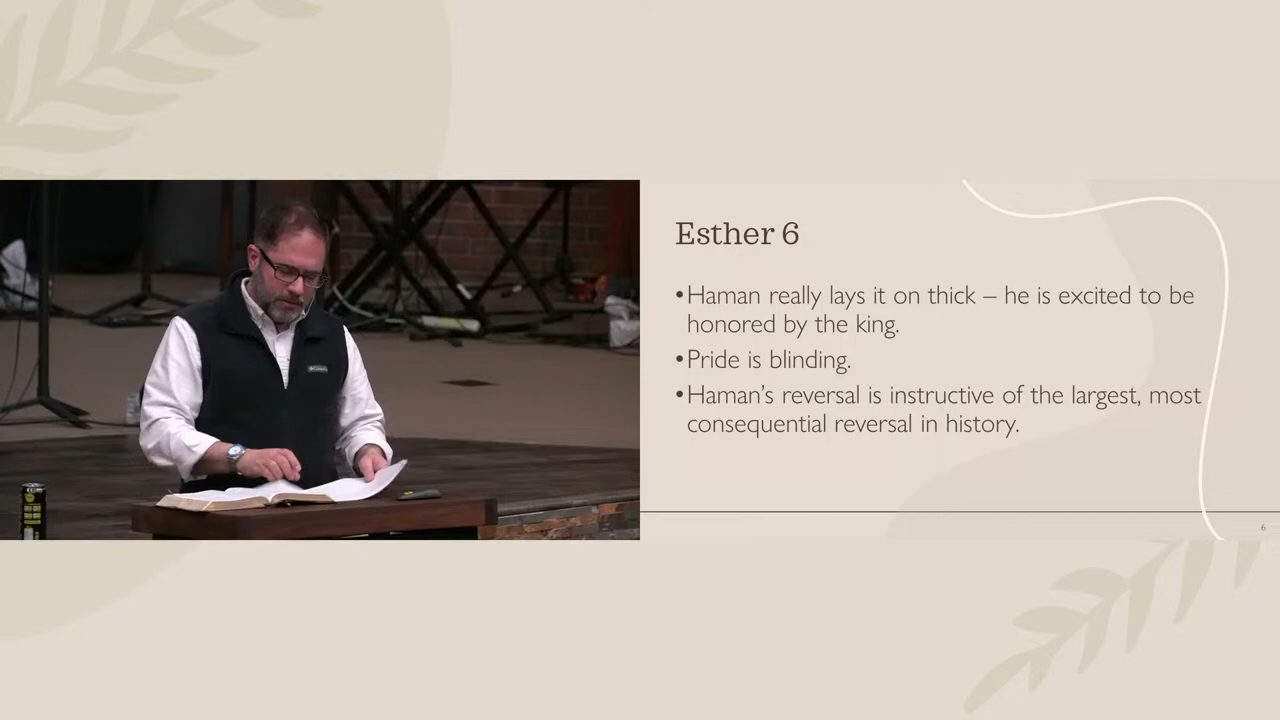 Esther 6
•Haman really lays it on thick – he is excited to be
honored by the king.
•Pride is blinding.
•Haman’s reversal is instructive of the largest, most
consequential reversal in history.
6